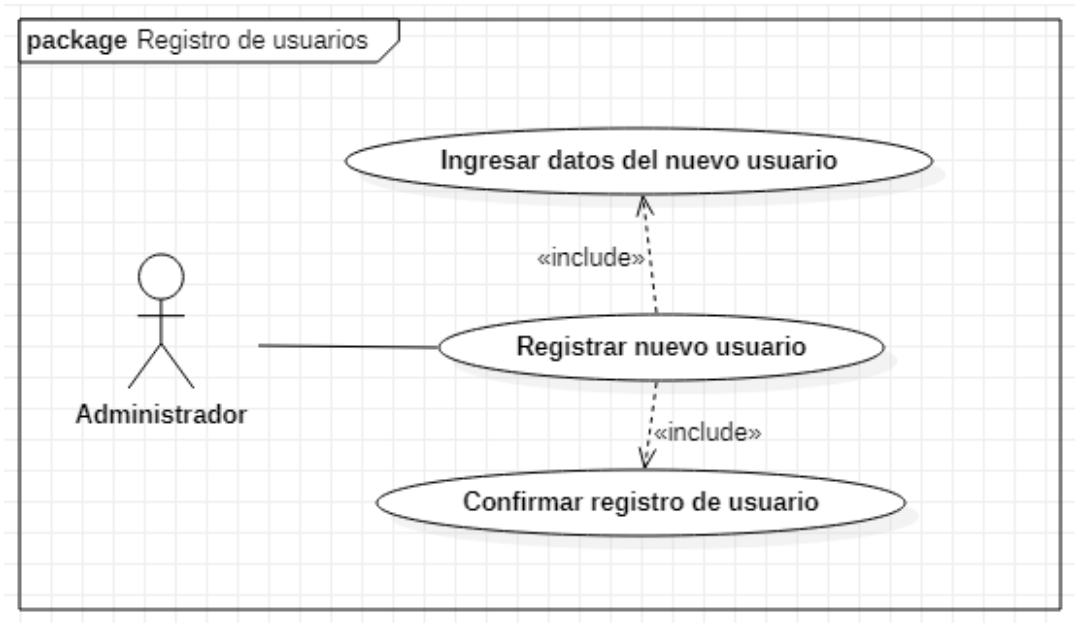 package Registro de usuarios
Ingresar datos del nuevo usuario
«include»
Registrar nuevo usuario
Administrador
«include»
Confirmar registro de usuario